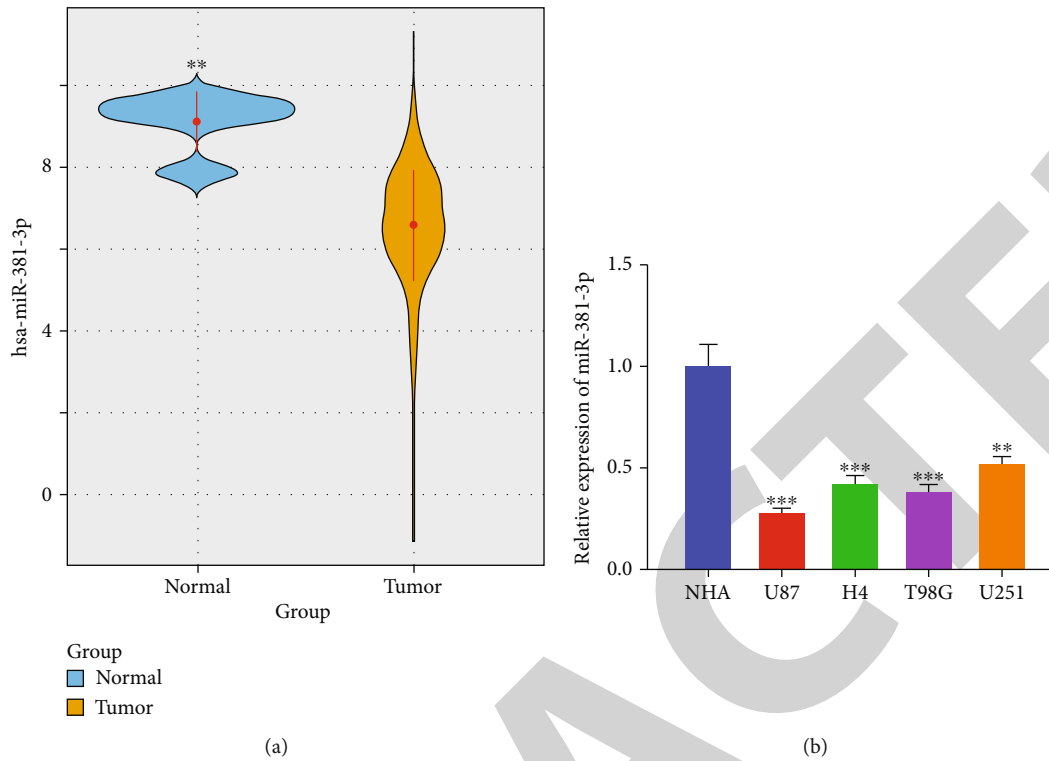 **
hsa-miR-381-3p
8
4
0
Normal
Tumor
Group
Group
Normal
Tumor
(a)
Relative expression of miR-381-3p
1.5
1.0
0.5
0.0
***
***
***
**
NHA
U87
H4
T98G
U251
(b)